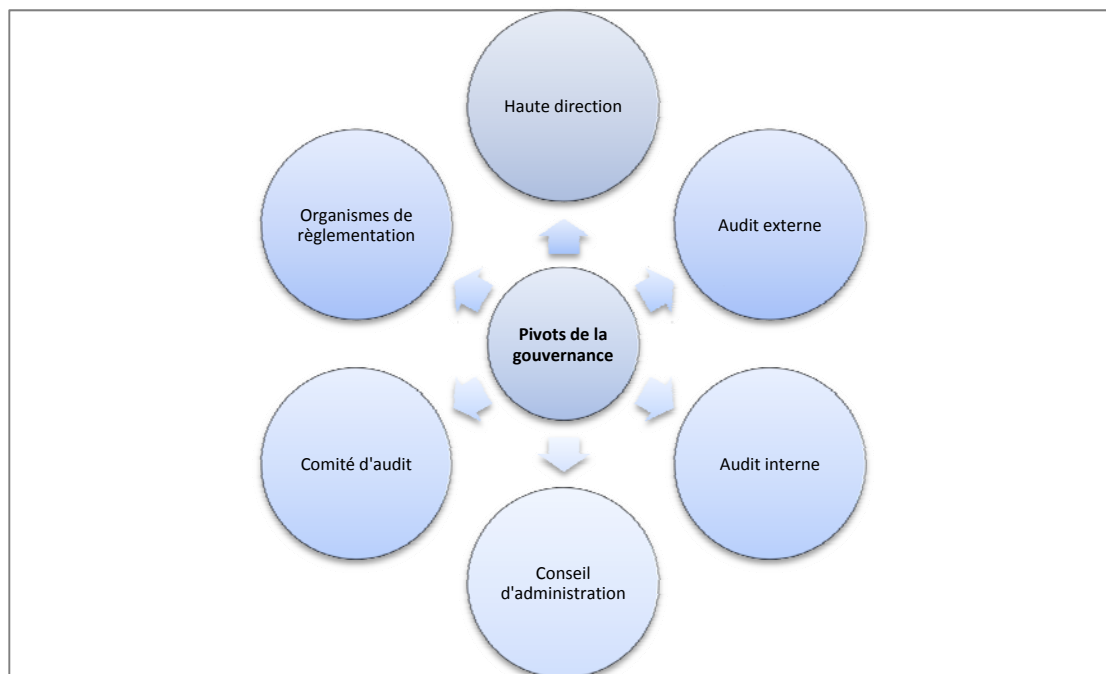 Haute direction
Organismes de
règlementation
Audit externe
Pivots de la
gouvernance
Comité d'audit
Audit interne
Conseil
d'administration